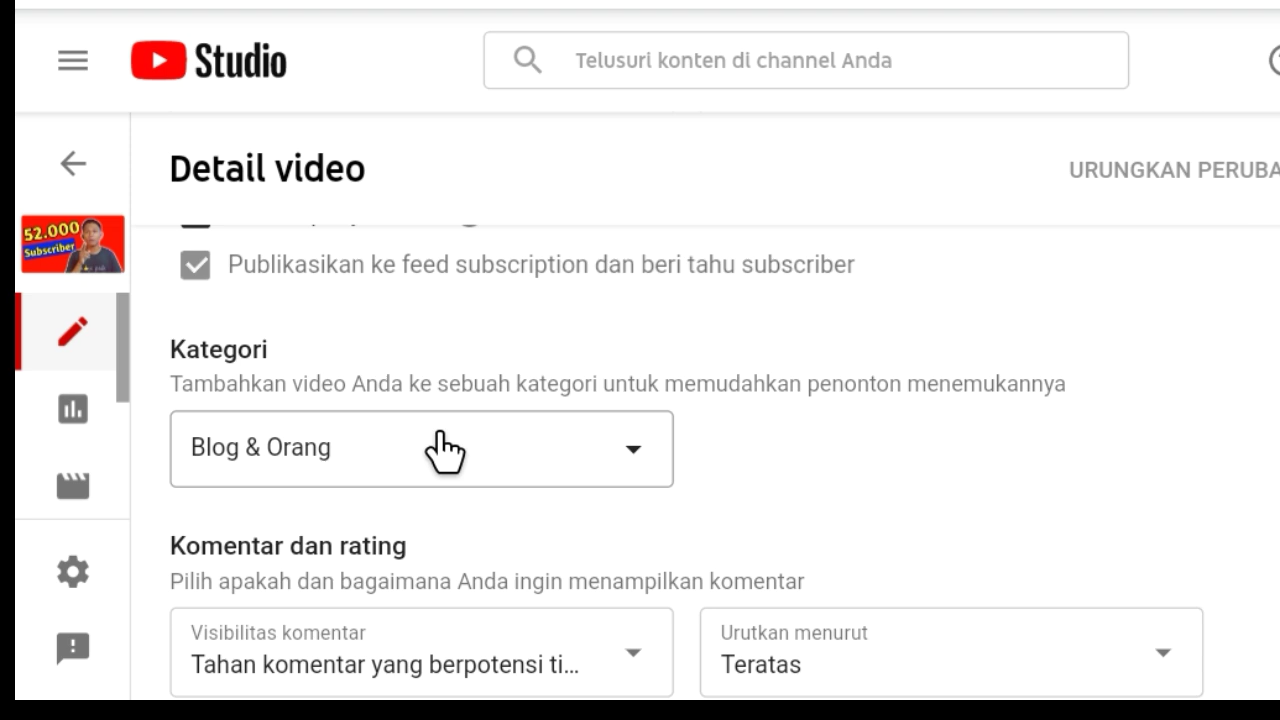 Studio
Telusuri konten di channel Anda
Detail video
URUNGKAN
52.000
Subscriber
Publikasikan ke feed subscription dan beri tahu subscriber
Kategori
Tambahkan video Anda ke sebuah kategori untuk memudahkan penonton menemukannya
Blog & Orang
Komentar dan rating
Pilih apakah dan bagaimana Anda ingin menampilkan komentar
Visibilitas komentar
Tahan komentar yang berpotensi ti...
Urutkan menurut
Teratas